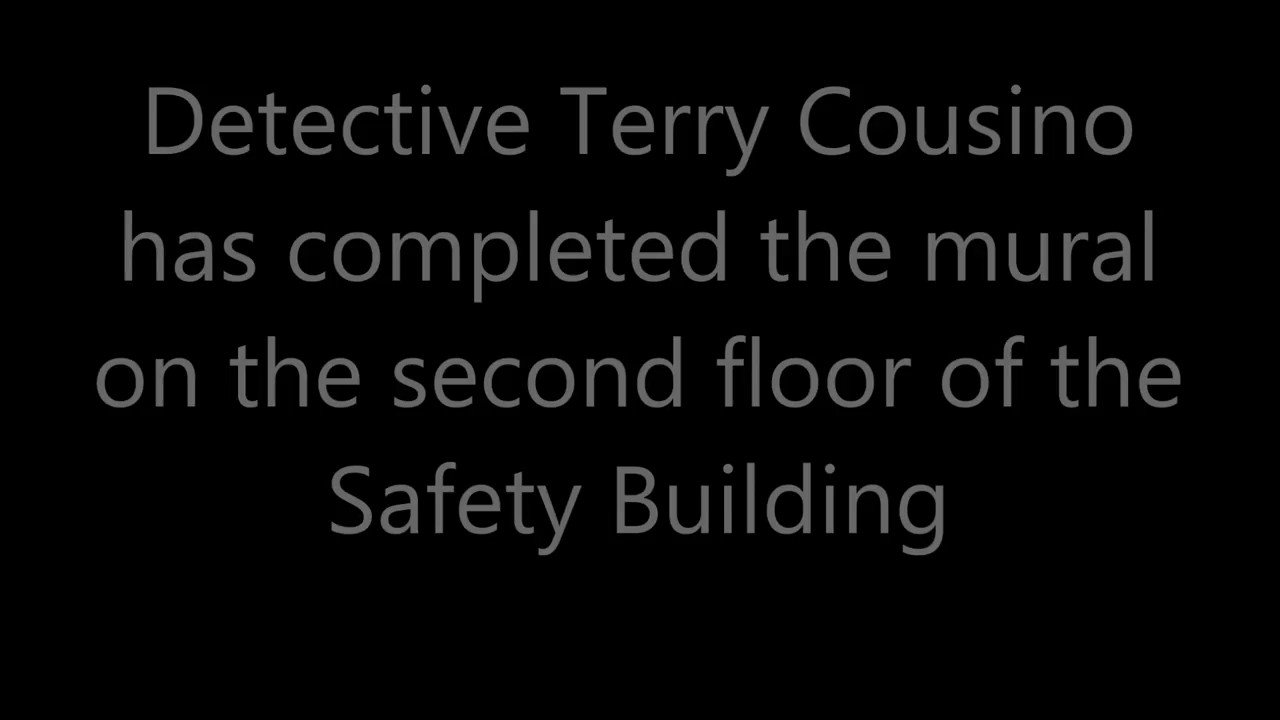 Detective Terry Cousino
has completed the mural
on the second floor of the
Safety Building